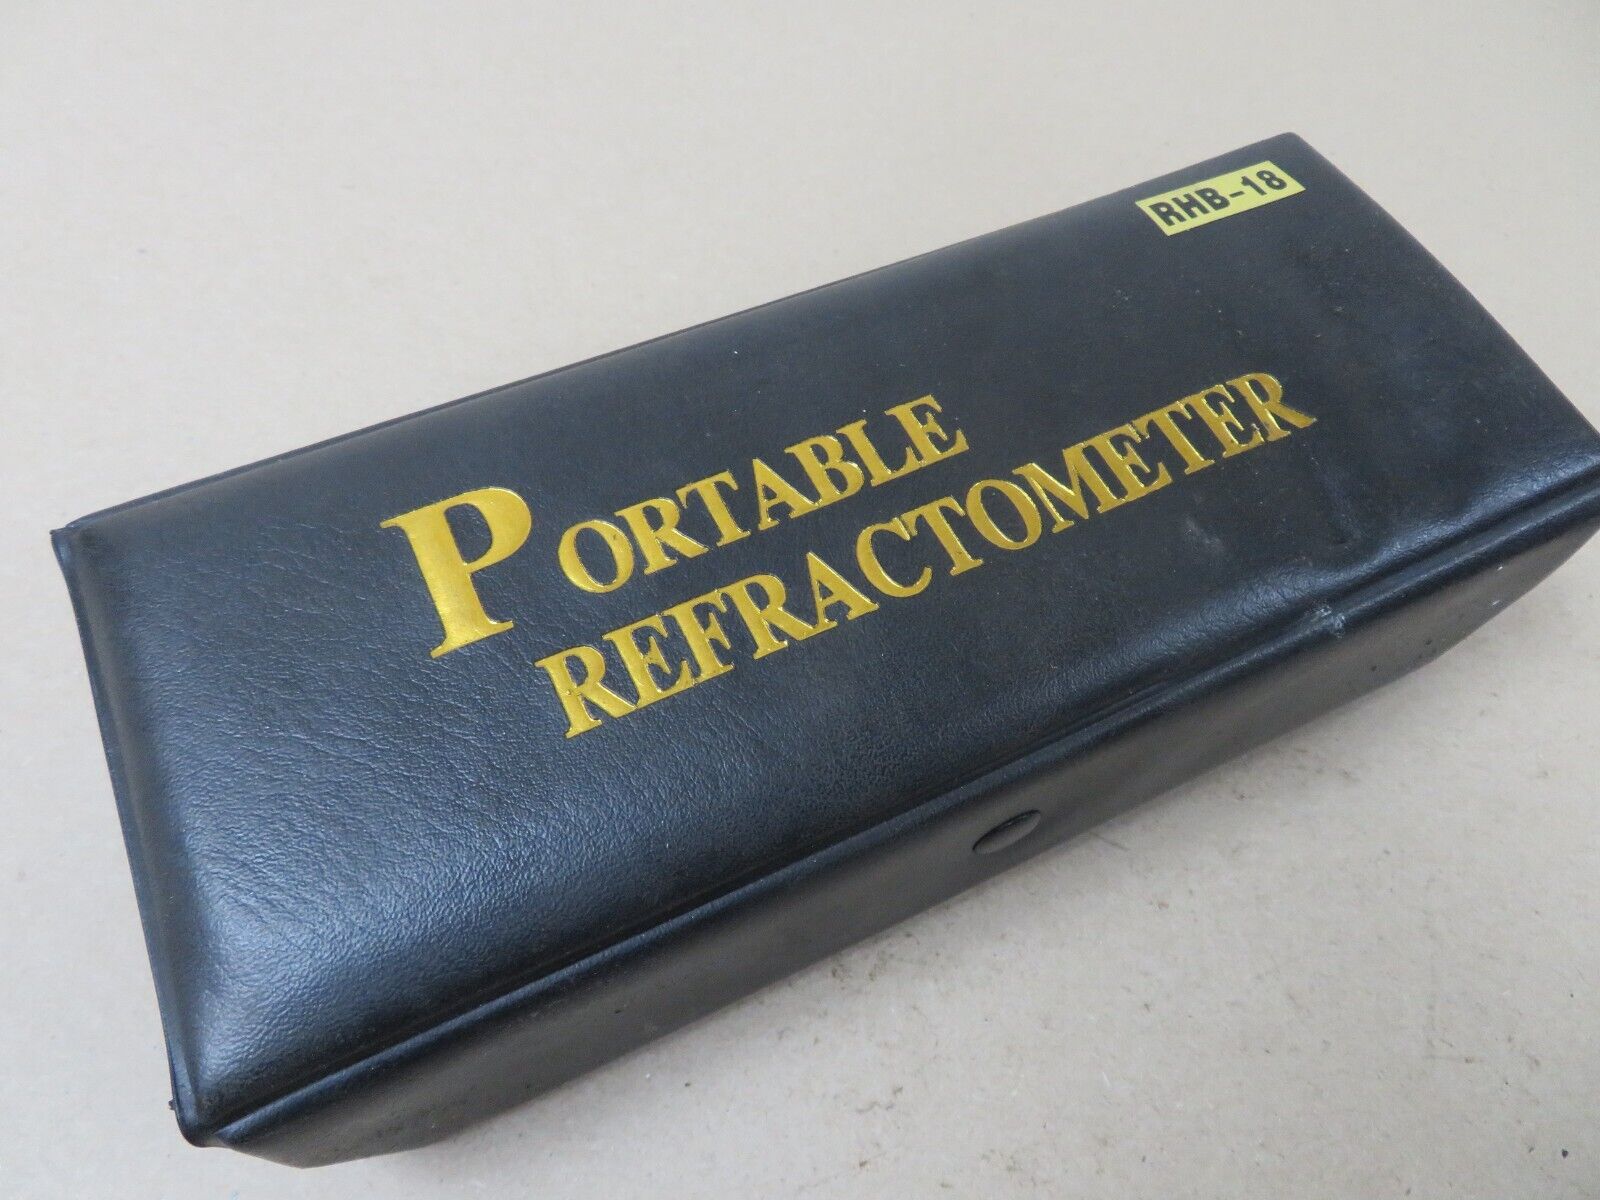 RHB-18
PORTABLE
REFRACTOMETER